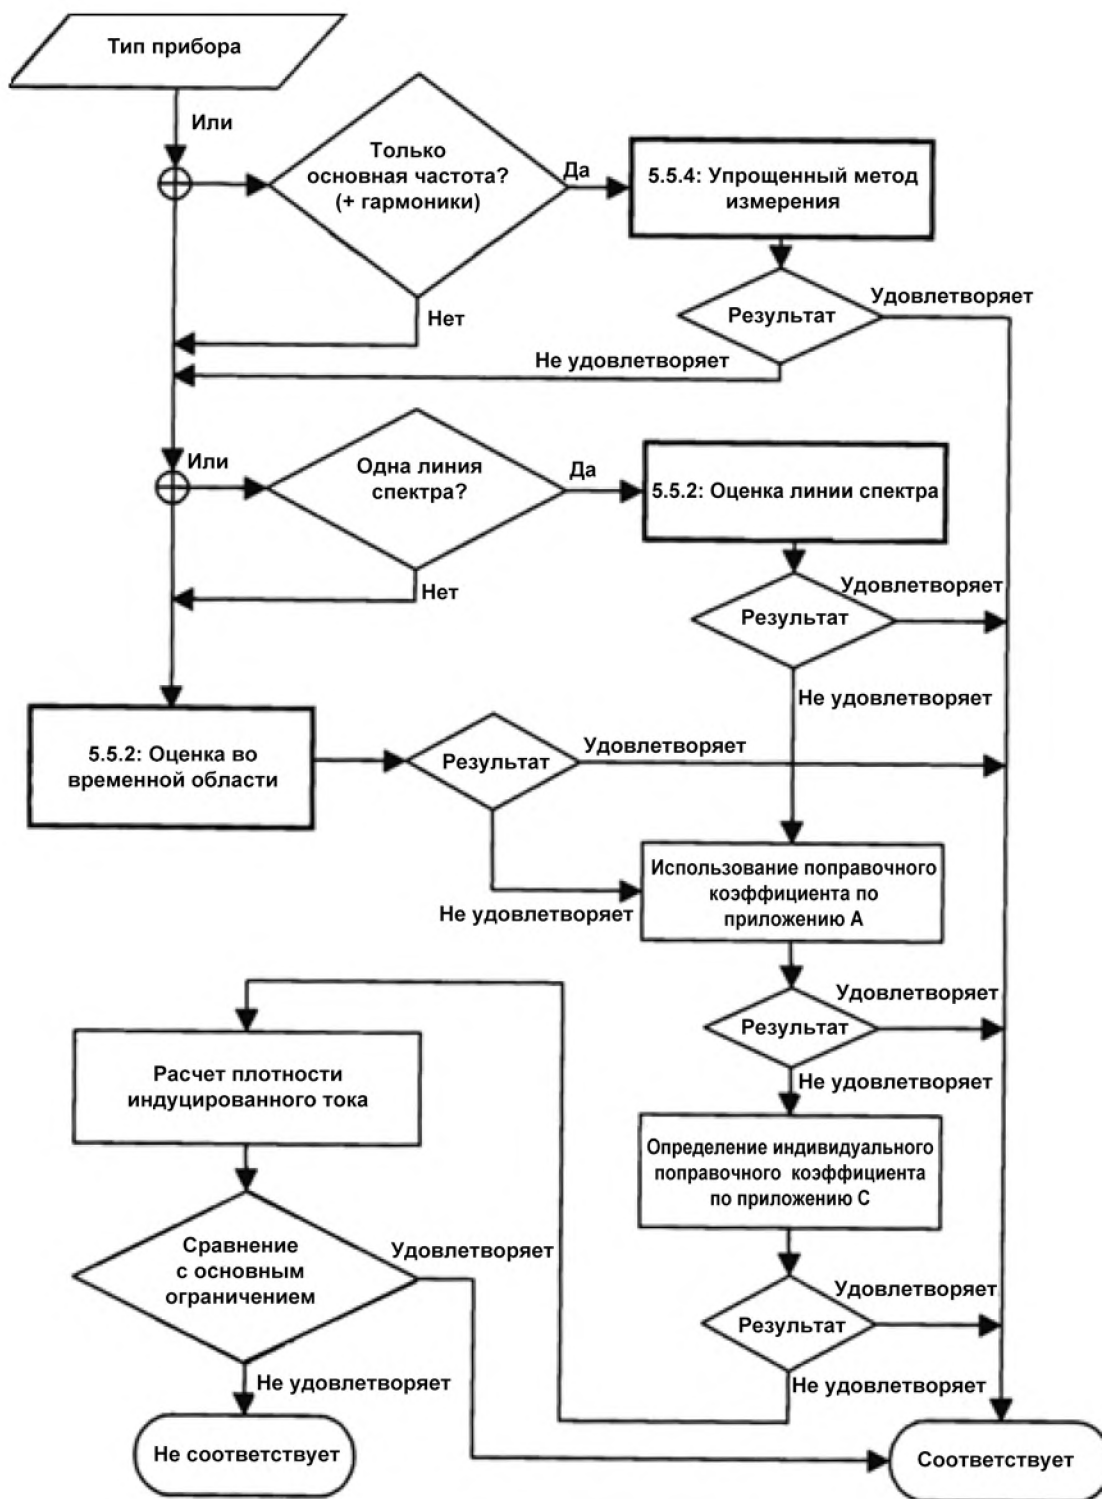 Тип прибора
Или
Только
основная частота?
(+ гармоники)
Да
5.5.4: Упрощенный метод
измерения
Нет
Результат
Удовлетворяет
Не удовлетворяет
Или
Одна линия
спектра?
Да
5.5.2: Оценка линии спектра
Нет
Результат
Удовлетворяет
Не удовлетворяет
5.5.2: Оценка во
временной области
Результат
Удовлетворяет
Не удовлетворяет
Использование поправочного
коэффициента по
приложению А
Результат
Удовлетворяет
Не удовлетворяет
Определение индивидуального
поправочного коэффициента
по приложению С
Результат
Удовлетворяет
Не удовлетворяет
Расчет плотности
индуцированного тока
Сравнение
с основным
ограничением
Удовлетворяет
Не удовлетворяет
Не соответствует
Соответствует